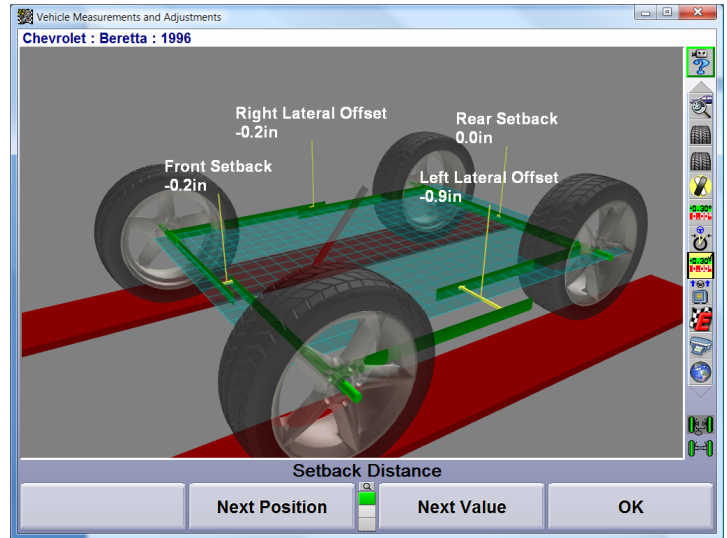 Vehicle Measurements and Adjustments
Chevrolet : Beretta : 1996
Right Lateral Offset
-0.2in
Rear Setback
0.0in
Front Setback
-0.2in
Left Lateral Offset
-0.9in
Setback Distance
Next Position
Next Value
OK